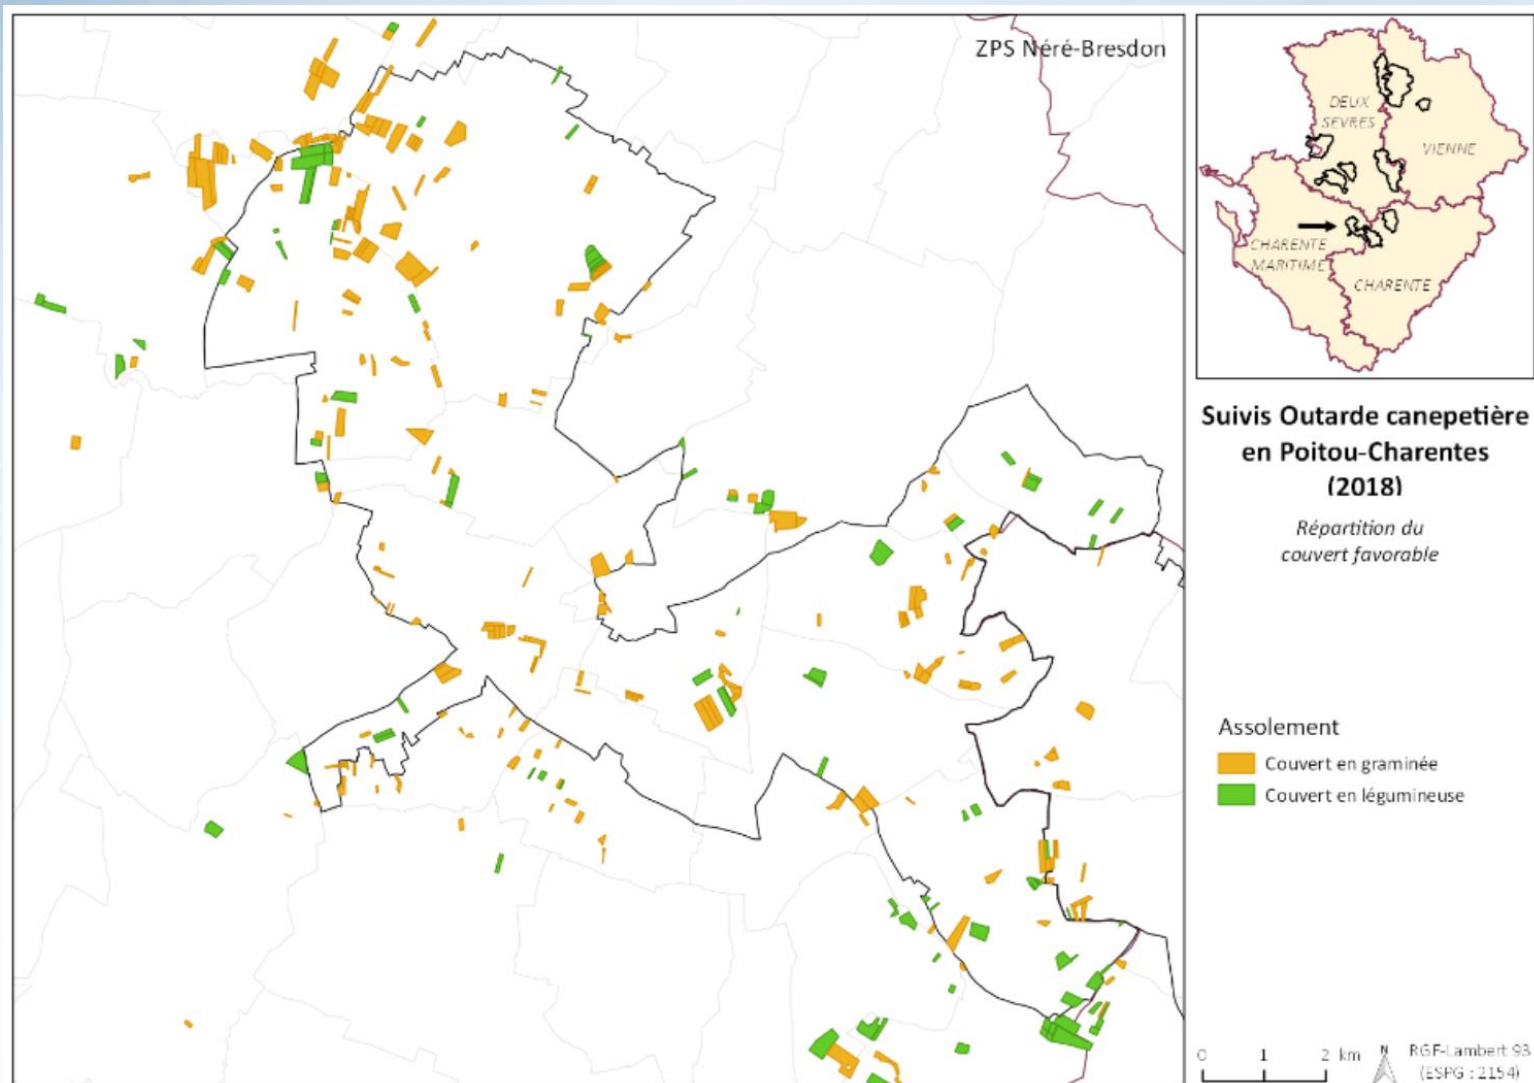 ZPS Néré-Bresdon
DEUX
SEVRES
VIENNE
CHARENTE
MARITIME
CHARENTE
Suivis Outarde canepetière
en Poitou-Charentes
(2018)
Répartition du
couvert favorable
Assolement
Couvert en graminée
Couvert en légumineuse
0 1 2 km
N
RGF-Lambert 93
(ESPG : 2154)